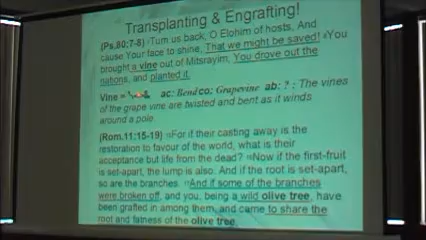 Transplanting & Engrafting!
(Ps.80:7-8) 7Turn us back, O Elohim of hosts, And
cause Your face to shine, That we might be saved! 8You
brought a vine out of Mitsrayim; You drove out the
nations, and planted it.
Vine = ac: Bend co: Grapevine ab: ? : The vines
of the grape vine are twisted and bent as it winds
around a pole.
(Rom.11:15-19) 15For if their casting away is the
restoration to favour of the world, what is their
acceptance but life from the dead? 16Now if the first-fruit
is set-apart, the lump is also. And if the root is set-apart,
so are the branches. 17And if some of the branches
were broken off, and you, being a wild olive tree, have
been grafted in among them, and came to share the
root and fatness of the olive tree